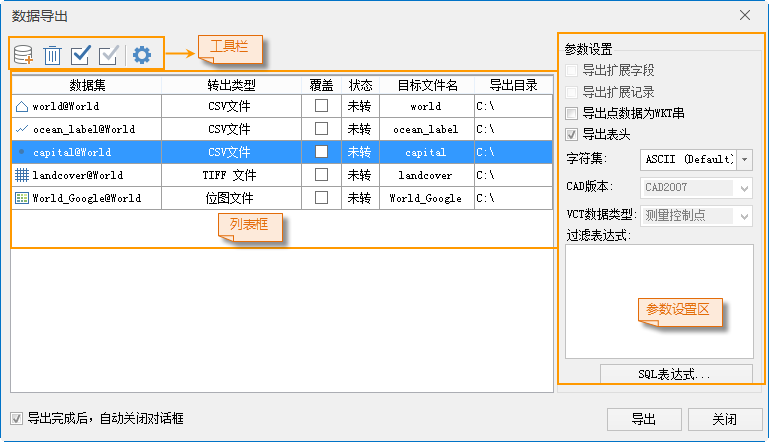 数据导出
工具栏
数据集 转出类型 覆盖 状态 目标文件名 导出目录
world@World CSV文件 未转 world C:\
ocean_label@World CSV文件 未转 ocean_label C:\
capital@World CSV文件 未转 capital C:\
landcover@World TIFF 文件 未转 landcover C:\
World_Google@World 位图文件 未转 World_Google C:\
列表框
参数设置
导出扩展字段
导出扩展记录
导出点数据为WKT串
导出表头
字符集: ASCII (Default)
CAD版本: CAD2007
VCT数据类型: 测量控制点
过滤表达式:
参数设置区
SQL表达式...
导出完成后，自动关闭对话框
导出 关闭